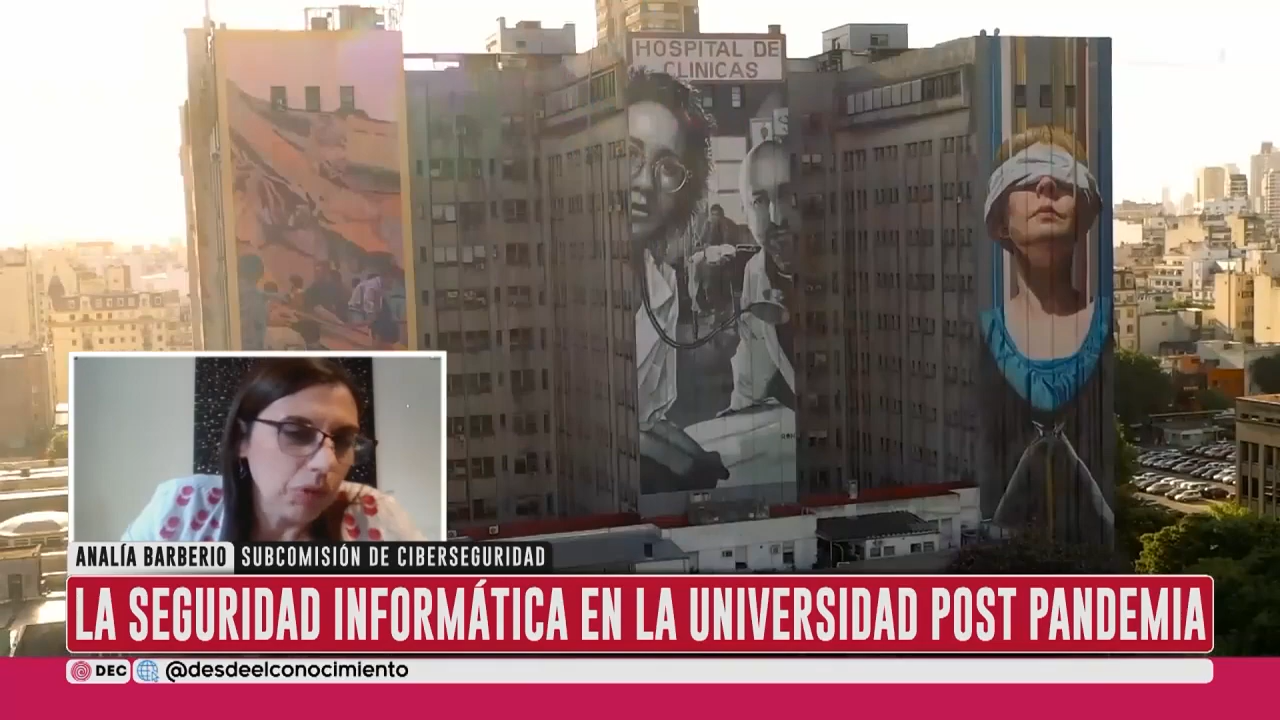 HOSPITAL DE
CLINICAS
ANALÍA BARBERIO SUBCOMISIÓN DE CIBERSEGURIDAD
LA SEGURIDAD INFORMÁTICA EN LA UNIVERSIDAD POST PANDEMIA
DEC @desdeelconocimiento